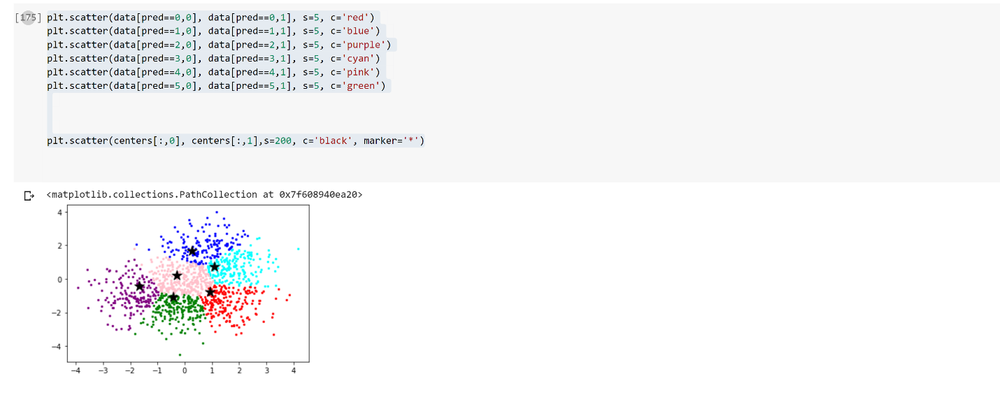 [175] plt.scatter(data[pred==0,0], data[pred==0,1], s=5, c='red')
plt.scatter(data[pred==1,0], data[pred==1,1], s=5, c='blue')
plt.scatter(data[pred==2,0], data[pred==2,1], s=5, c='purple')
plt.scatter(data[pred==3,0], data[pred==3,1], s=5, c='cyan')
plt.scatter(data[pred==4,0], data[pred==4,1], s=5, c='pink')
plt.scatter(data[pred==5,0], data[pred==5,1], s=5, c='green')
plt.scatter(centers[:,0], centers[:,1],s=200, c='black', marker='*')
<matplotlib.collections.PathCollection at 0x7f608940ea20>
4
2
0
−2
−4
−4 −3 −2 −1 0 1 2 3 4